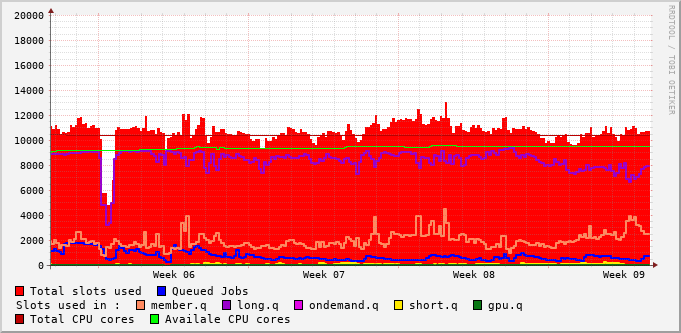 20000
18000
16000
14000
12000
10000
8000
6000
4000
2000
0
Week 06 Week 07 Week 08 Week 09
Total slots used Queued Jobs
Slots used in : member.q long.q ondemand.q short.q gpu.q
Total CPU cores Availale CPU cores
RRDTOOL / TOBI OETIKER